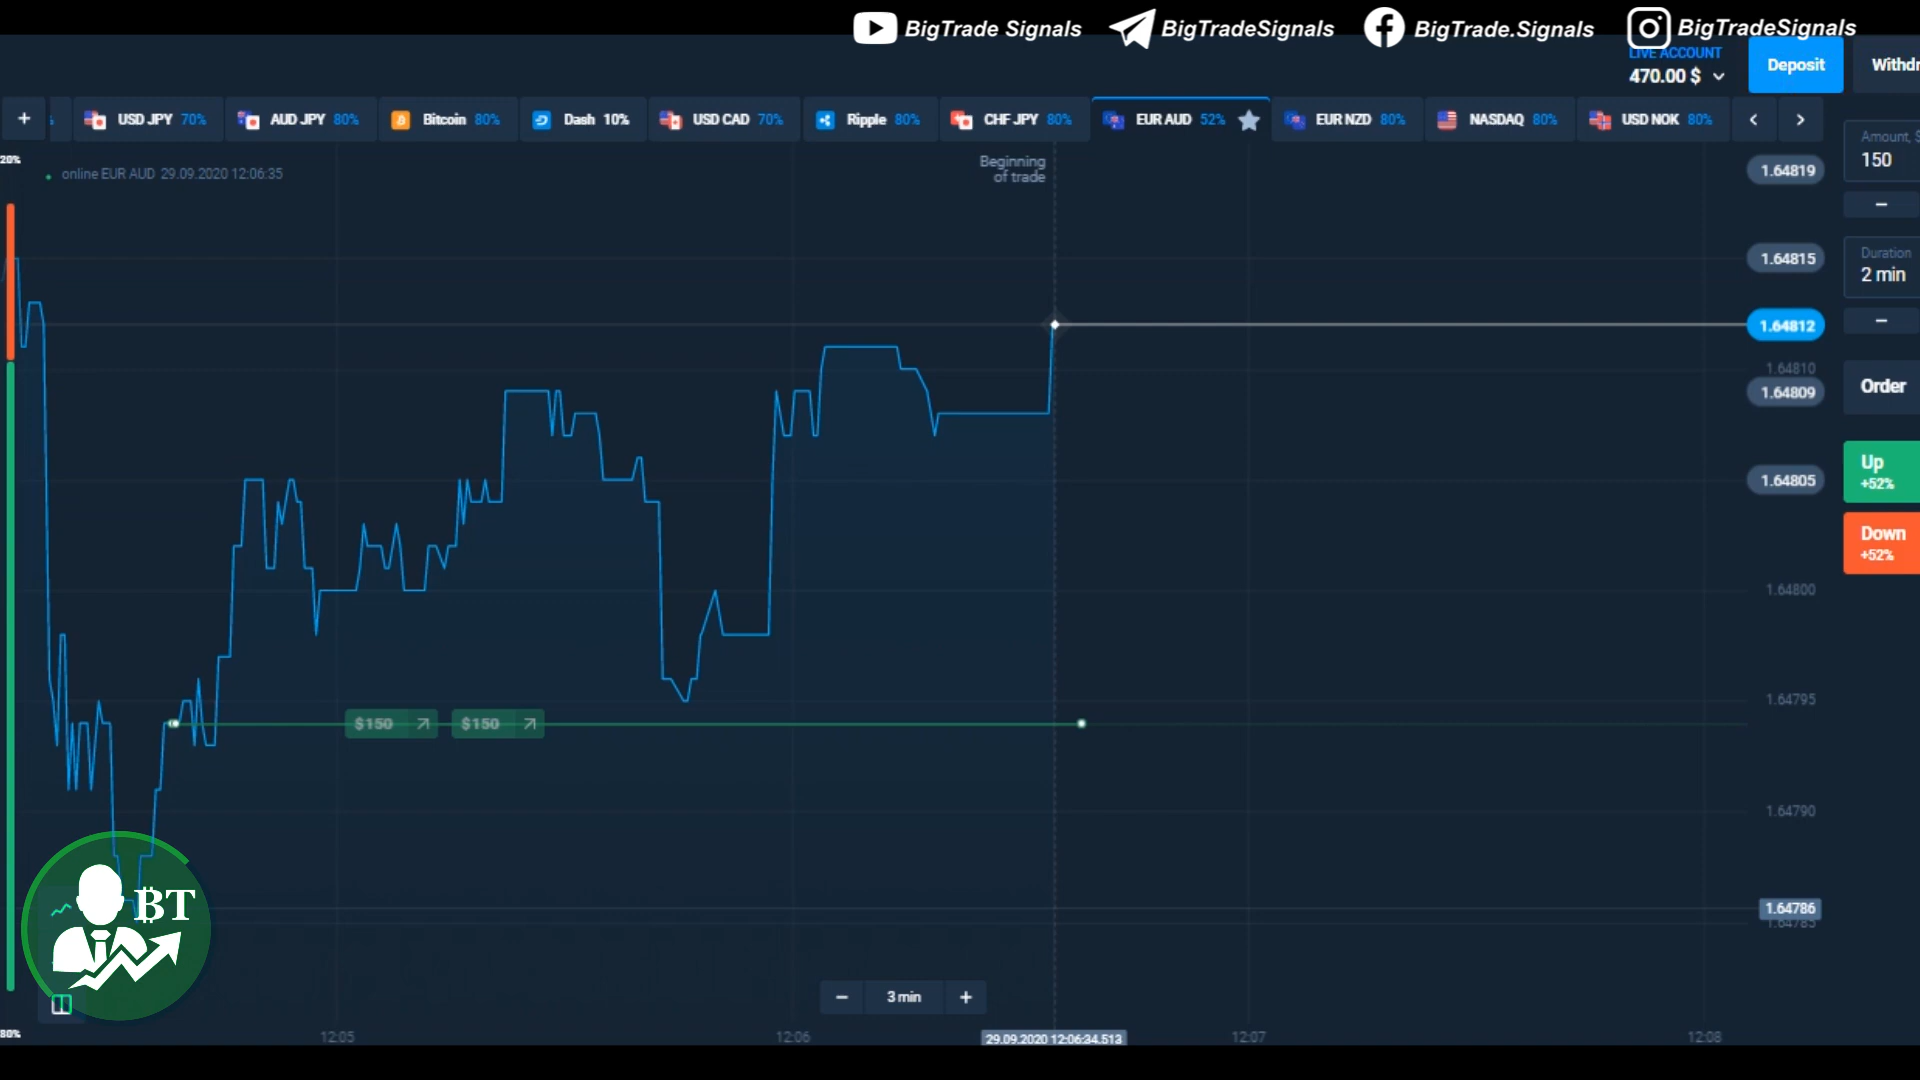 BigTrade Signals BigTradeSignals BigTrade.Signals BigTradeSignals
LIVE ACCOUNT
470.00 $
Deposit
+ USD JPY 70% AUD JPY 80% Bitcoin 80% Dash 10% USD CAD 70% Ripple 80% CHF JPY 80% EUR AUD 52% EUR NZD 80% NASDAQ 80% USD NOK 80% < >
20%
online EUR AUD 29.09.2020 12:06:35
Beginning
of trade
1.64819
1.64815
1.64812
1.64810
1.64809
1.64805
1.64800
1.64795
1.64790
1.64786
1.64785
Amount, $
150
−
Duration
2 min
−
Order
Up
+52%
Down
+52%
$150 $150
BT
− 3 min +
80%
12:05 12:06 29.09.2020 12:06:34.513 12:07 12:08